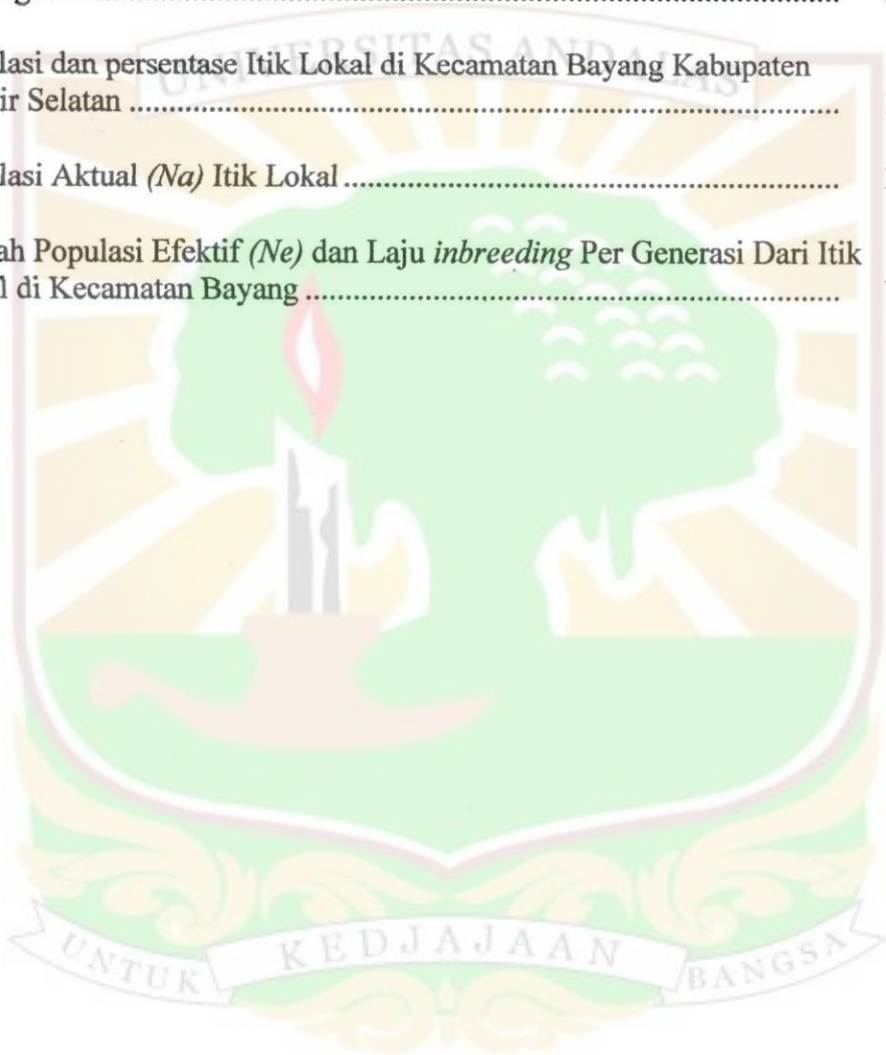 UNIVERSITAS ANDALAS
lasi dan persentase Itik Lokal di Kecamatan Bayang Kabupaten
ir Selatan ........................................................................................................
lasi Aktual (Na) Itik Lokal ........................................................................
ah Populasi Efektif (Ne) dan Laju inbreeding Per Generasi Dari Itik
l di Kecamatan Bayang ................................................................................
UNTUK KEDJAJAAN BANGSA